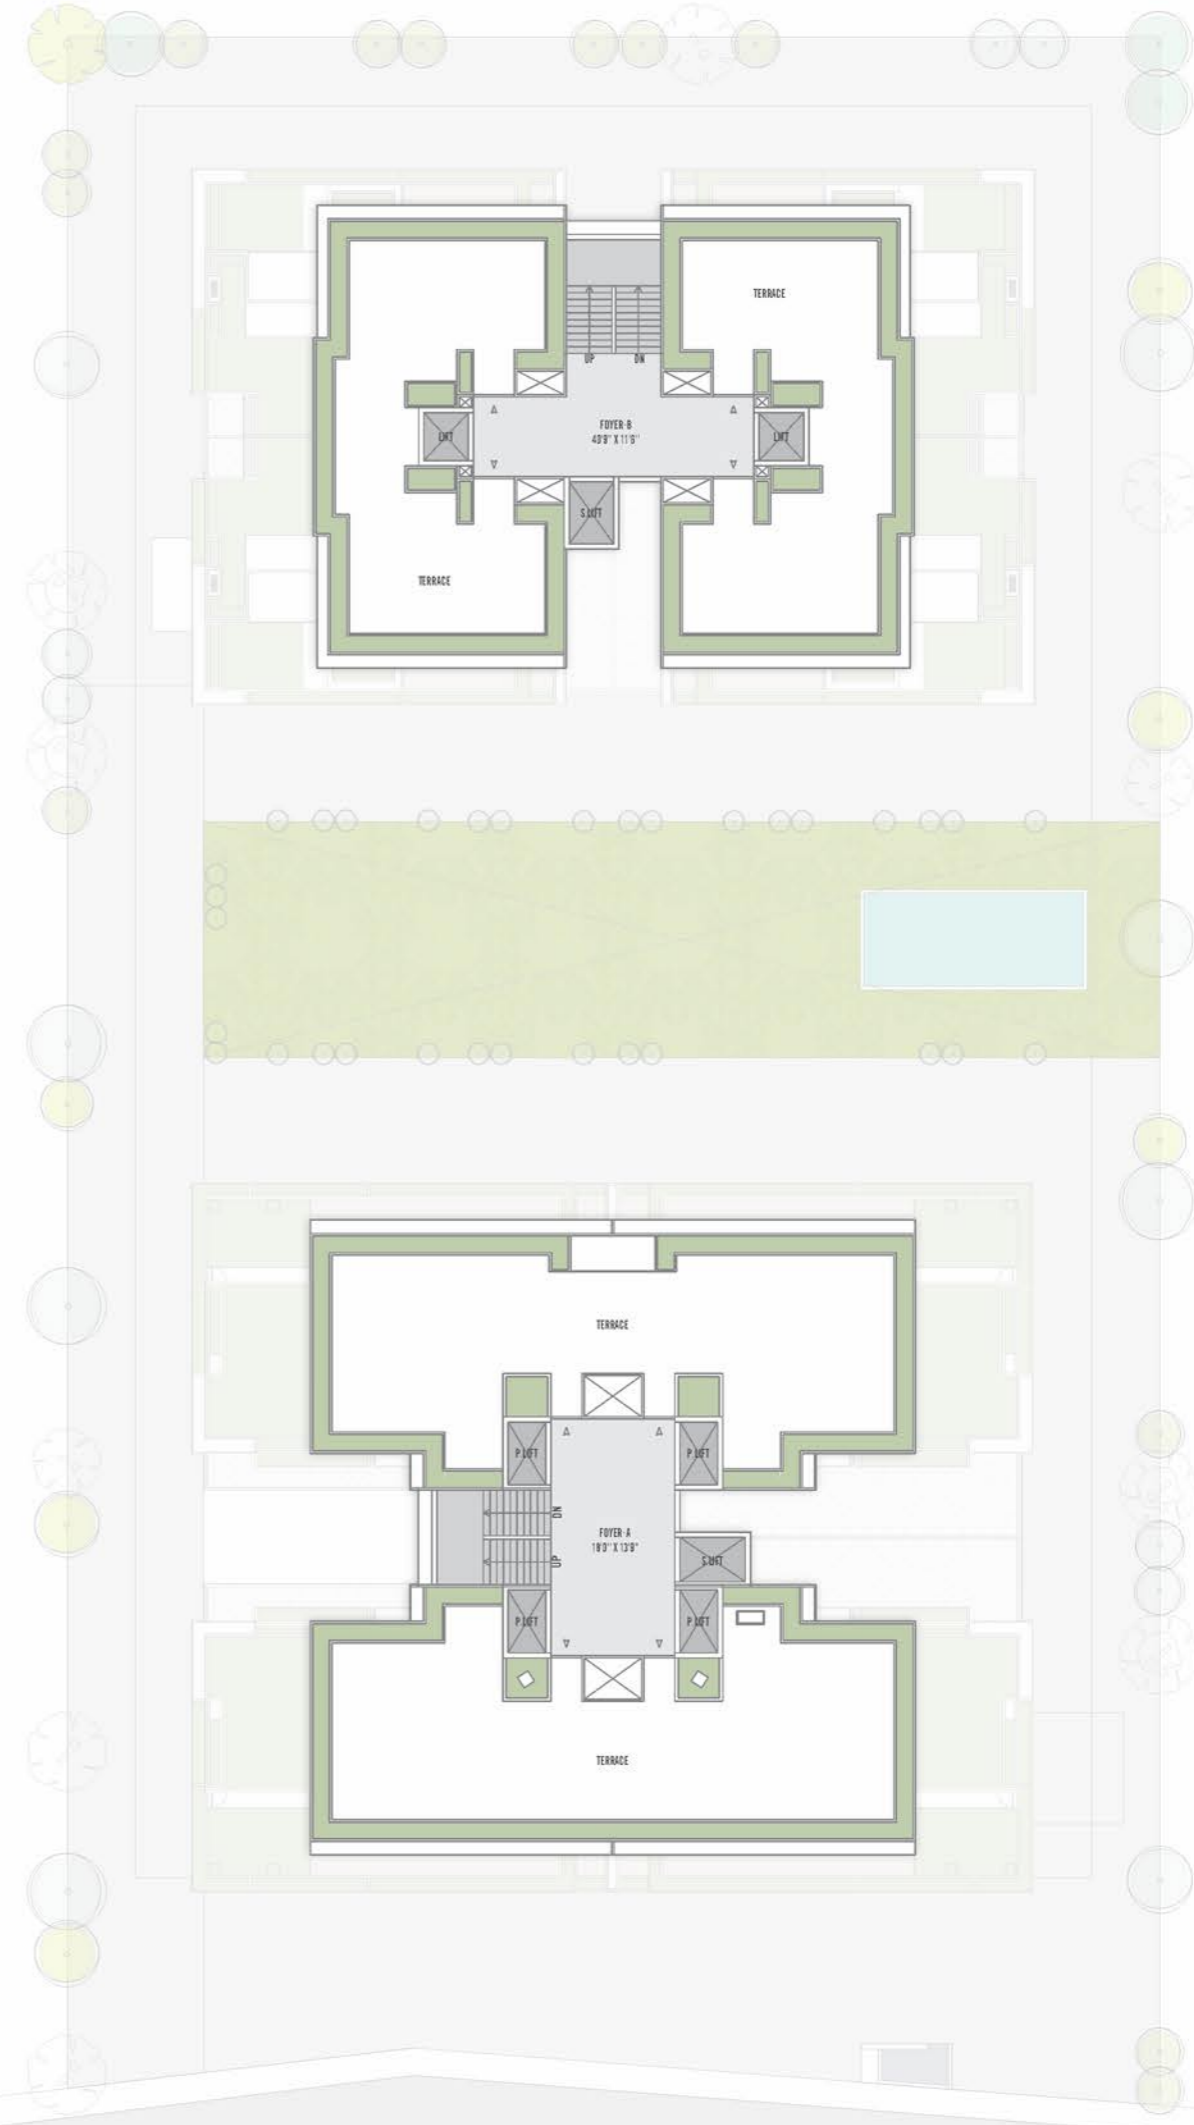 TERRACE
UP
DN
FOYER-B
40'9" X 11'6"
LIFT
LIFT
S.LIFT
TERRACE
TERRACE
P.LIFT
P.LIFT
DN
FOYER-A
18'0" X 13'9"
UP
S.LIFT
P.LIFT
P.LIFT
TERRACE